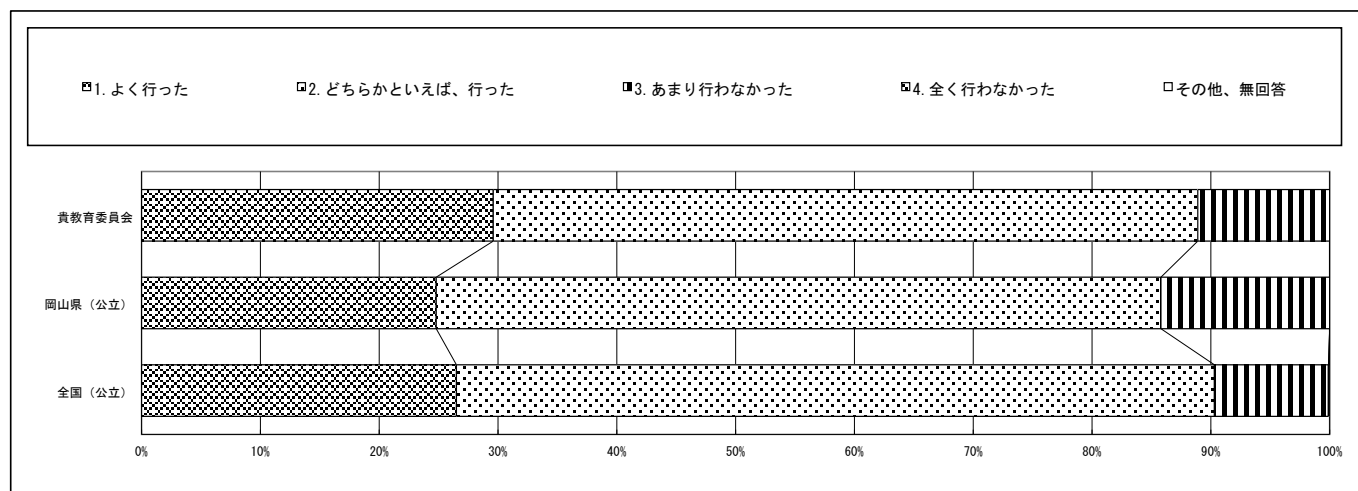 1. よく行った 2. どちらかといえば、行った 3. あまり行わなかった 4. 全く行わなかった その他、無回答
貴教育委員会
岡山県（公立）
全国（公立）
0% 10% 20% 30% 40% 50% 60% 70% 80% 90% 100%